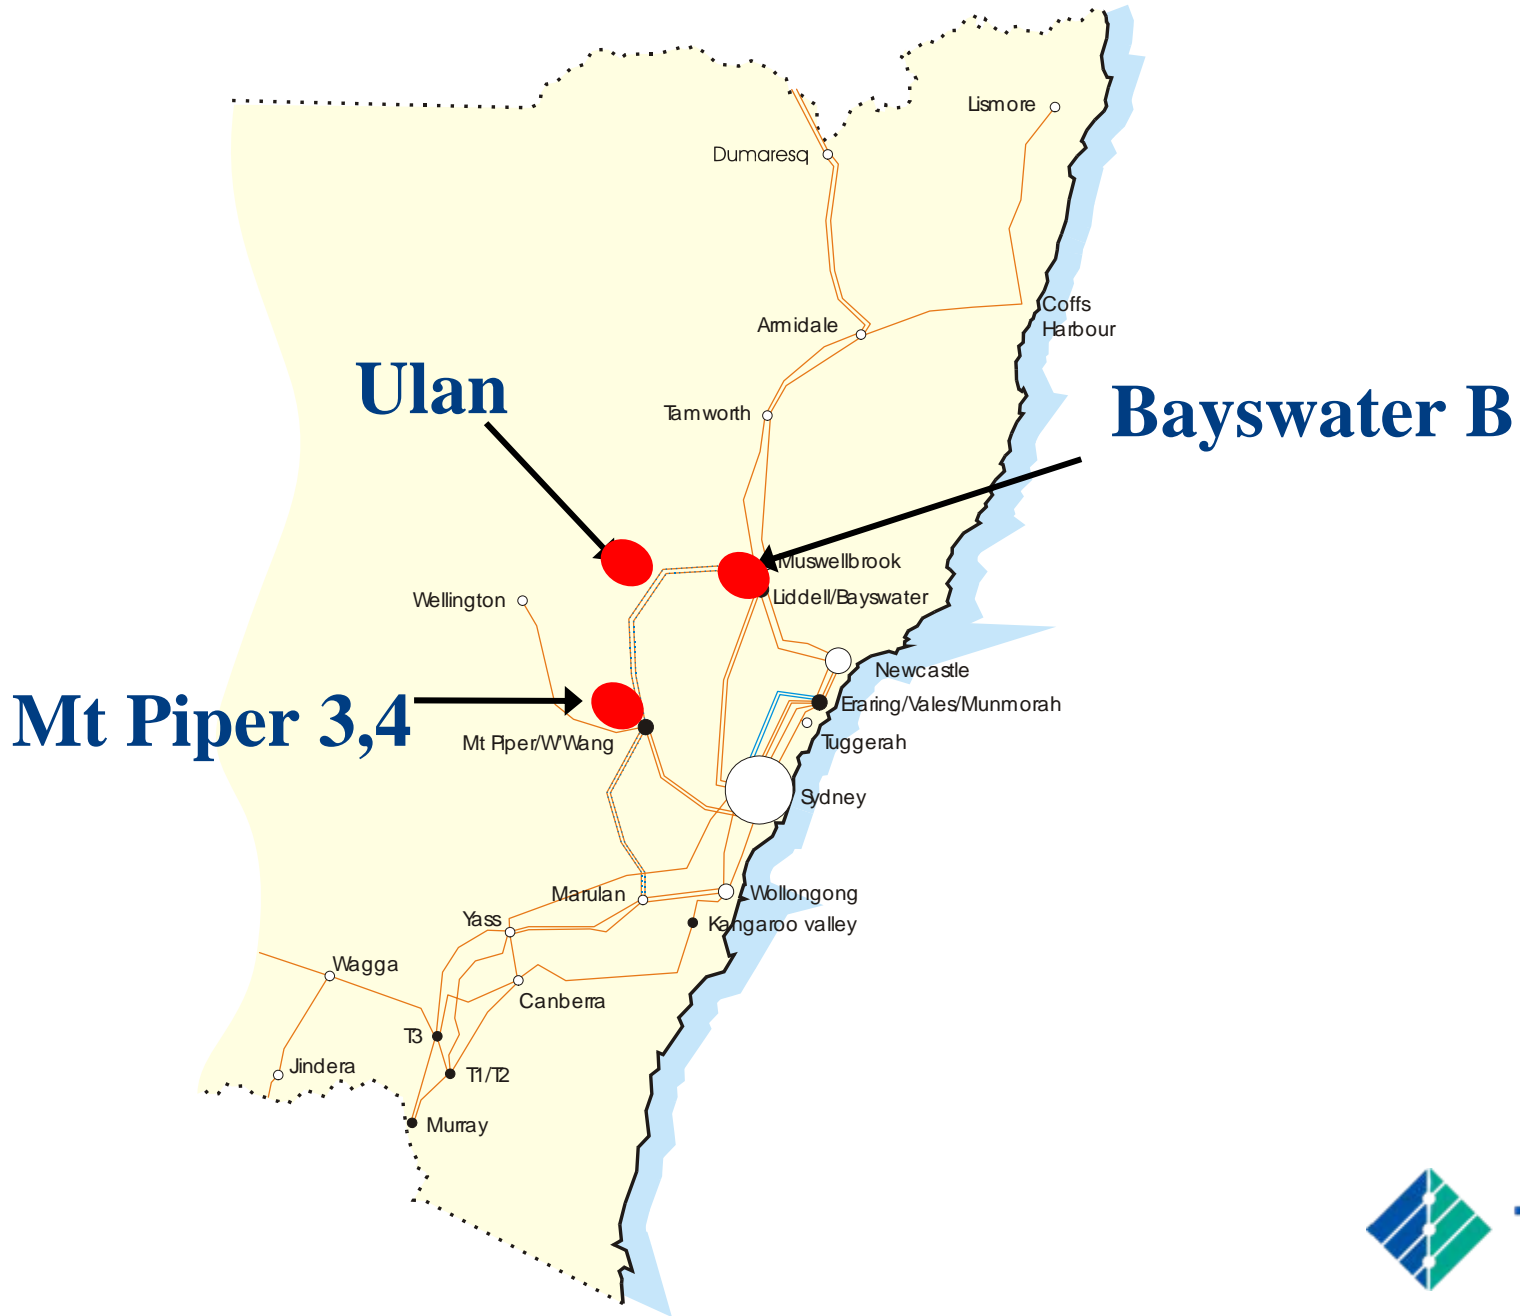 Lismore
Dumaresq
Coffs
Harbour
Armidale
Ulan
Bayswater B
Tamworth
Muswellbrook
Liddell/Bayswater
Wellington
Newcastle
Mt Piper 3,4
Eraring/Vales/Munmorah
Mt Piper/W'Wang
Tuggerah
Sydney
Marulan
Wollongong
Yass
Kangaroo valley
Wagga
Canberra
T3
Jindera
T1/T2
Murray